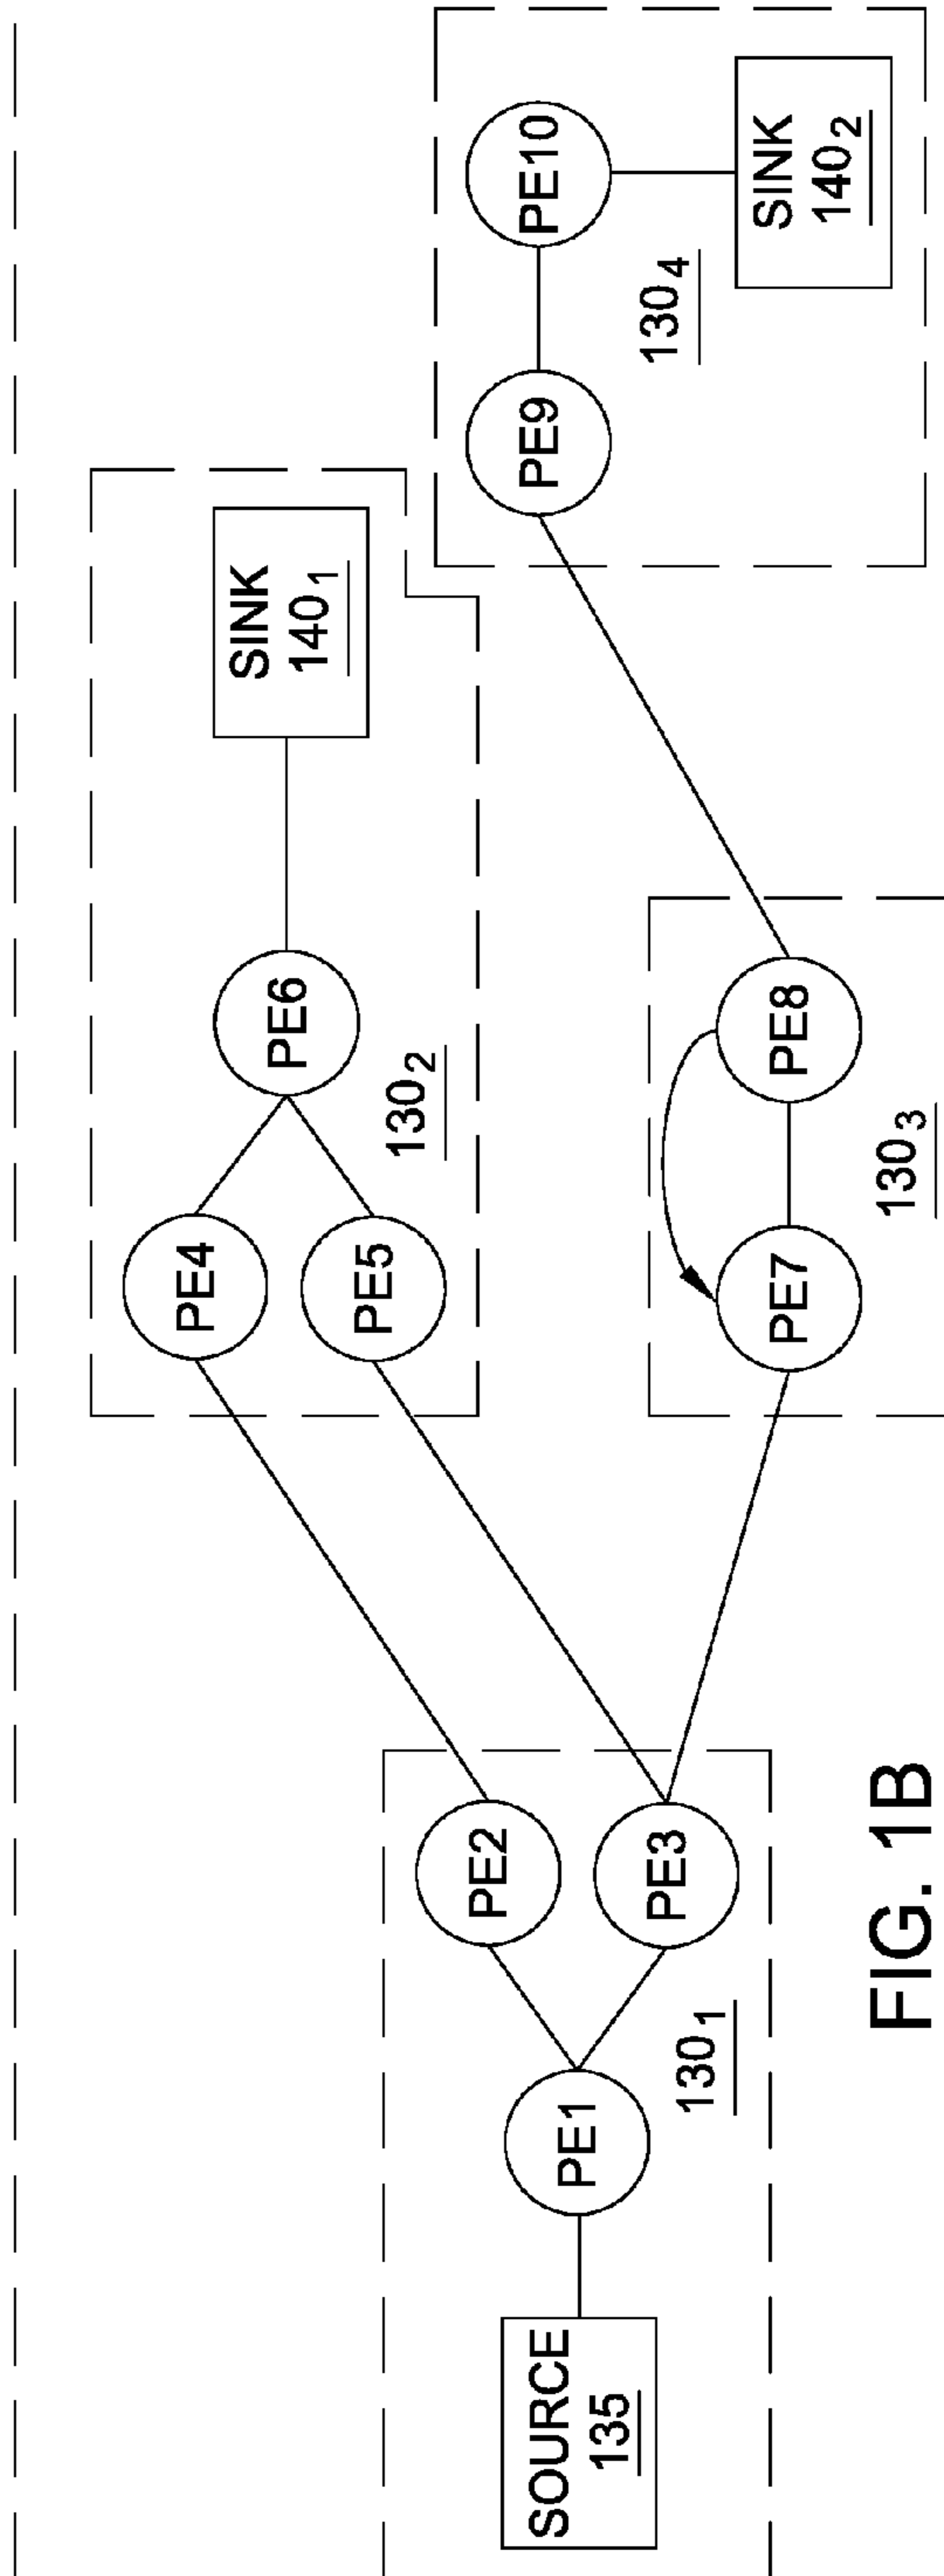 SOURCE
135
PE1
PE2
PE3
130₁
PE4
PE5
PE6
130₂
SINK
140₁
PE7
PE8
130₃
PE9
PE10
130₄
SINK
140₂
FIG. 1B